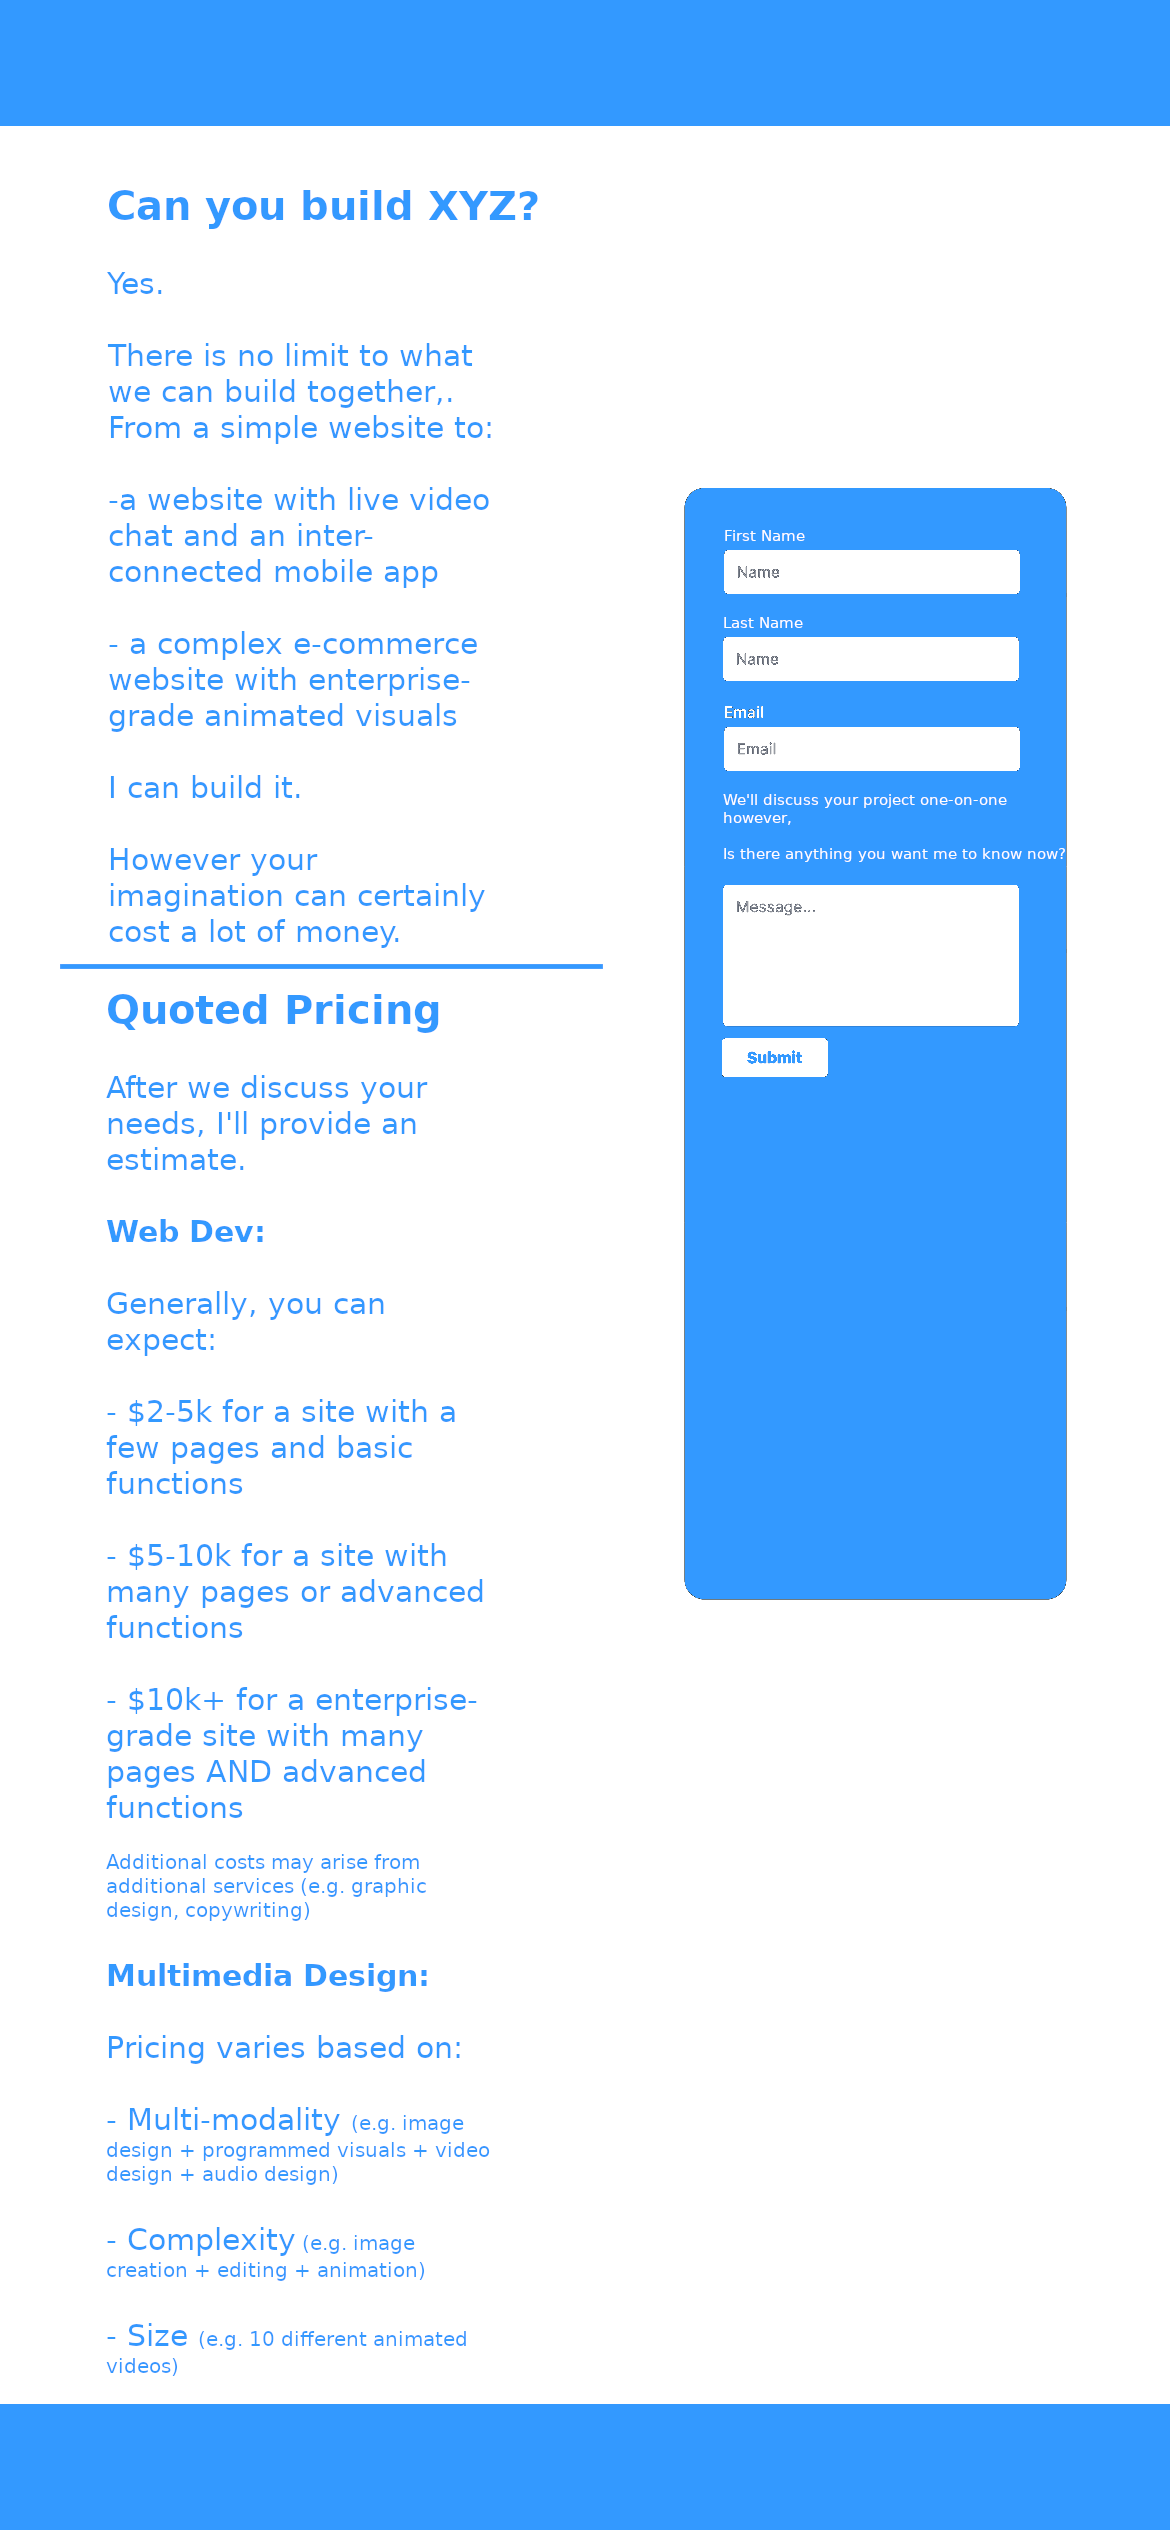 Can you build XYZ?
Yes.
There is no limit to what
we can build together,.
From a simple website to:
-a website with live video
chat and an inter-
connected mobile app
- a complex e-commerce
website with enterprise-
grade animated visuals
I can build it.
However your
imagination can certainly
cost a lot of money.
Quoted Pricing
After we discuss your
needs, I'll provide an
estimate.
Web Dev:
Generally, you can
expect:
- $2-5k for a site with a
few pages and basic
functions
- $5-10k for a site with
many pages or advanced
functions
- $10k+ for a enterprise-
grade site with many
pages AND advanced
functions
Additional costs may arise from
additional services (e.g. graphic
design, copywriting)
Multimedia Design:
Pricing varies based on:
- Multi-modality (e.g. image
design + programmed visuals + video
design + audio design)
- Complexity (e.g. image
creation + editing + animation)
- Size (e.g. 10 different animated
videos)
First Name
Name
Last Name
Name
Email
Email
We'll discuss your project one-on-one
however,
Is there anything you want me to know now?
Message...
Submit